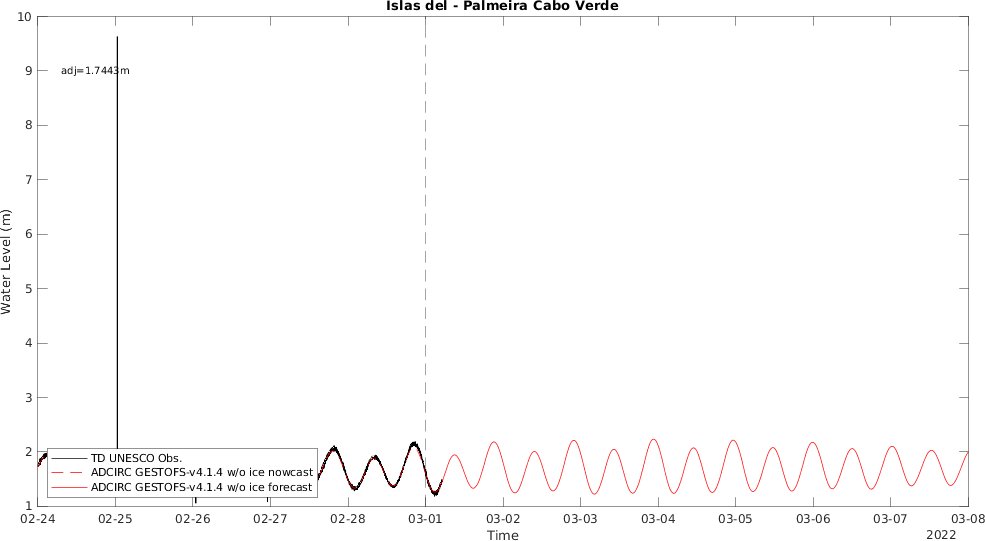 Islas del - Palmeira Cabo Verde
10
9
8
7
6
5
4
3
2
1
Water Level (m)
adj=1.7443m
TD UNESCO Obs.
ADCIRC GESTOFS-v4.1.4 w/o ice nowcast
ADCIRC GESTOFS-v4.1.4 w/o ice forecast
02-24 02-25 02-26 02-27 02-28 03-01 03-02 03-03 03-04 03-05 03-06 03-07 03-08
Time
2022